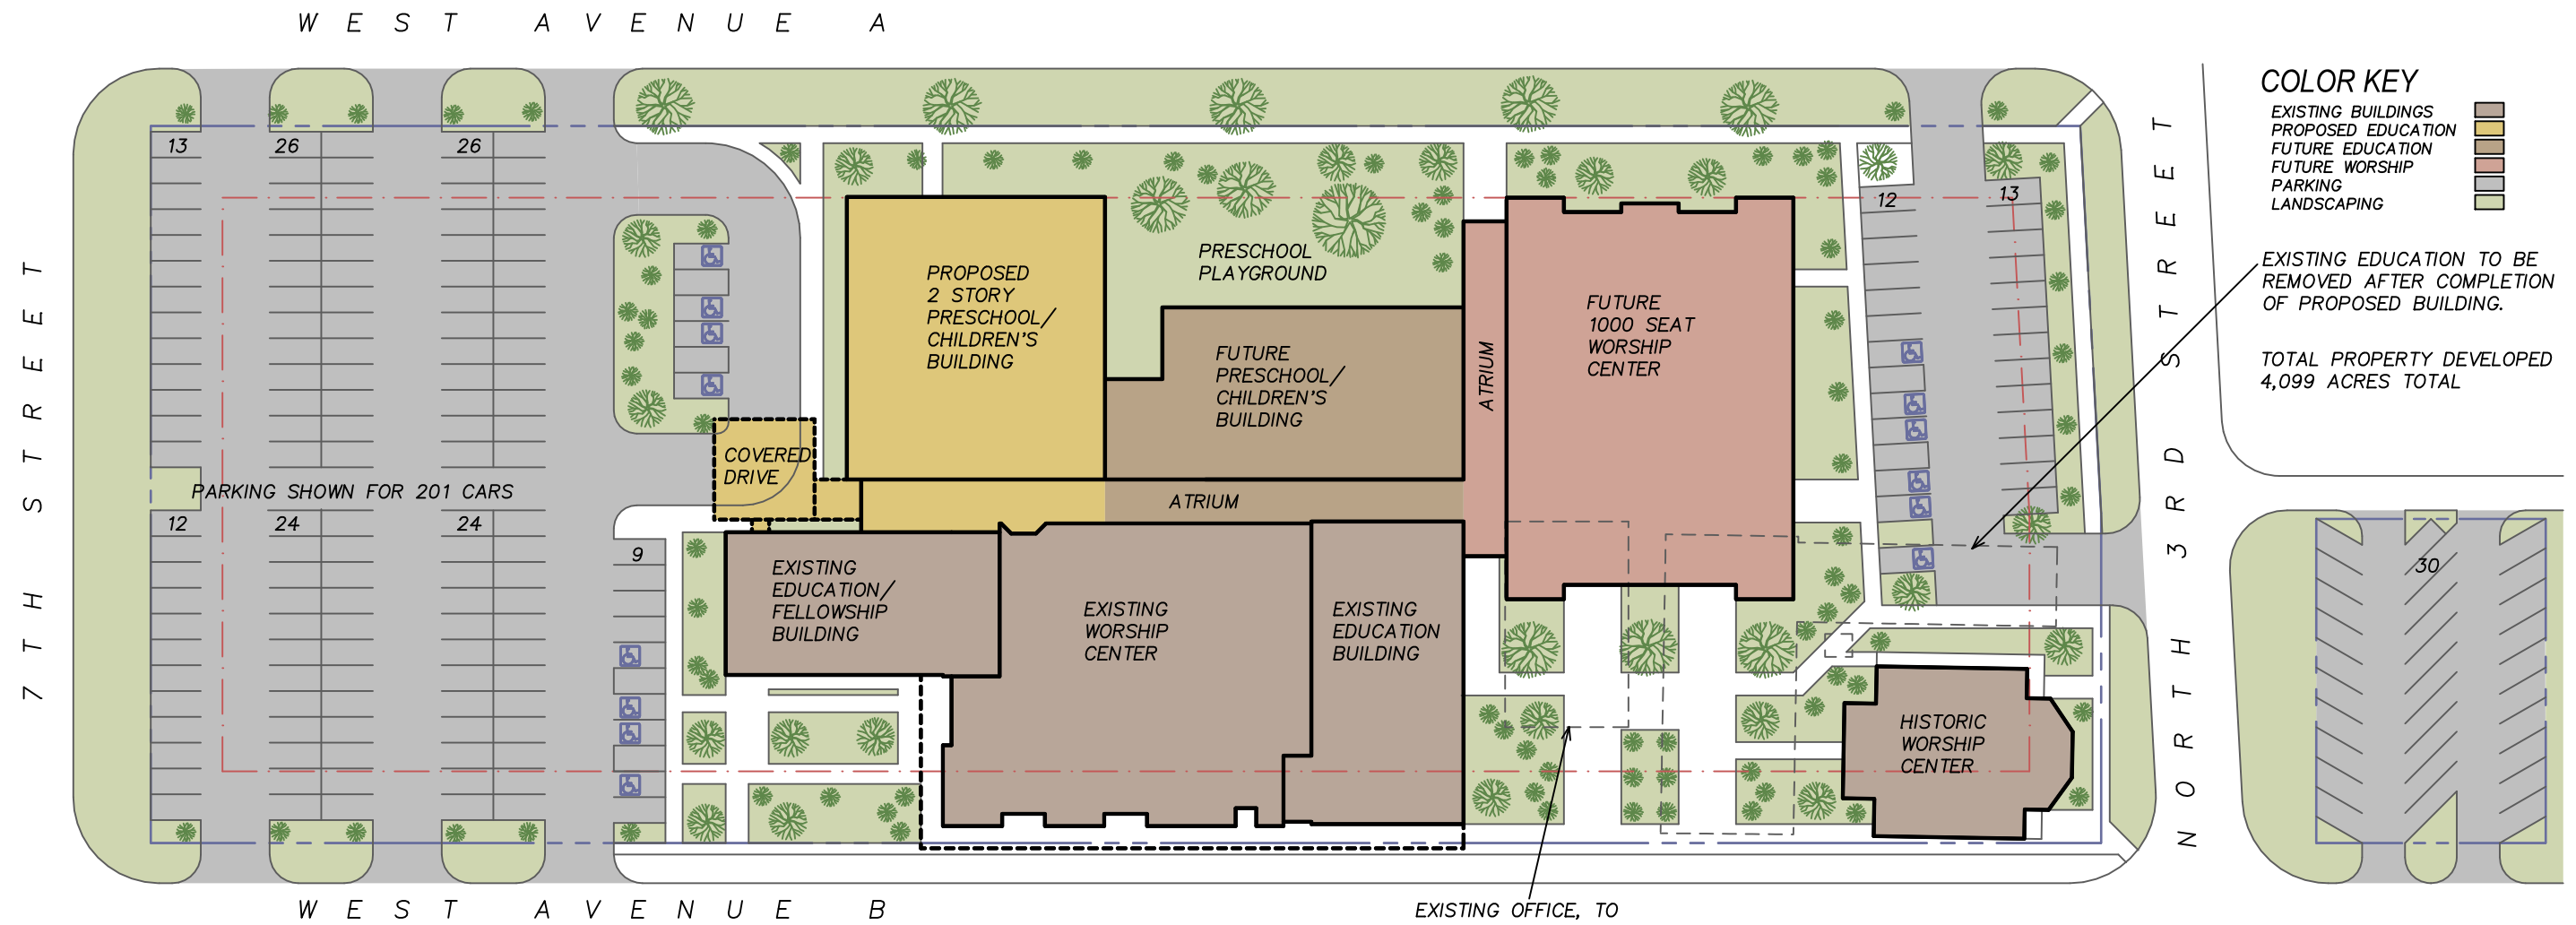 WEST AVENUE A
COLOR KEY
EXISTING BUILDINGS
PROPOSED EDUCATION
FUTURE EDUCATION
FUTURE WORSHIP
PARKING
LANDSCAPING
13
26
26
12
13
EXISTING EDUCATION TO BE
REMOVED AFTER COMPLETION
OF PROPOSED BUILDING.
TOTAL PROPERTY DEVELOPED
4,099 ACRES TOTAL
7TH STREET
NORTH 3RD STREET
PROPOSED
2 STORY
PRESCHOOL/
CHILDREN'S
BUILDING
PRESCHOOL
PLAYGROUND
FUTURE
PRESCHOOL/
CHILDREN'S
BUILDING
ATRIUM
FUTURE
1000 SEAT
WORSHIP
CENTER
COVERED
DRIVE
PARKING SHOWN FOR 201 CARS
ATRIUM
12
24
24
9
30
EXISTING
EDUCATION/
FELLOWSHIP
BUILDING
EXISTING
WORSHIP
CENTER
EXISTING
EDUCATION
BUILDING
HISTORIC
WORSHIP
CENTER
EXISTING OFFICE, TO
WEST AVENUE B